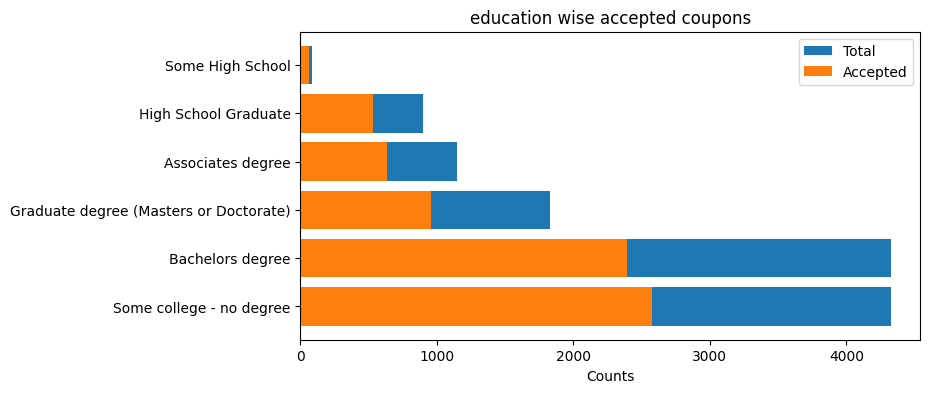 education wise accepted coupons
Total
Accepted
Some High School
High School Graduate
Associates degree
Graduate degree (Masters or Doctorate)
Bachelors degree
Some college - no degree
0 1000 2000 3000 4000
Counts